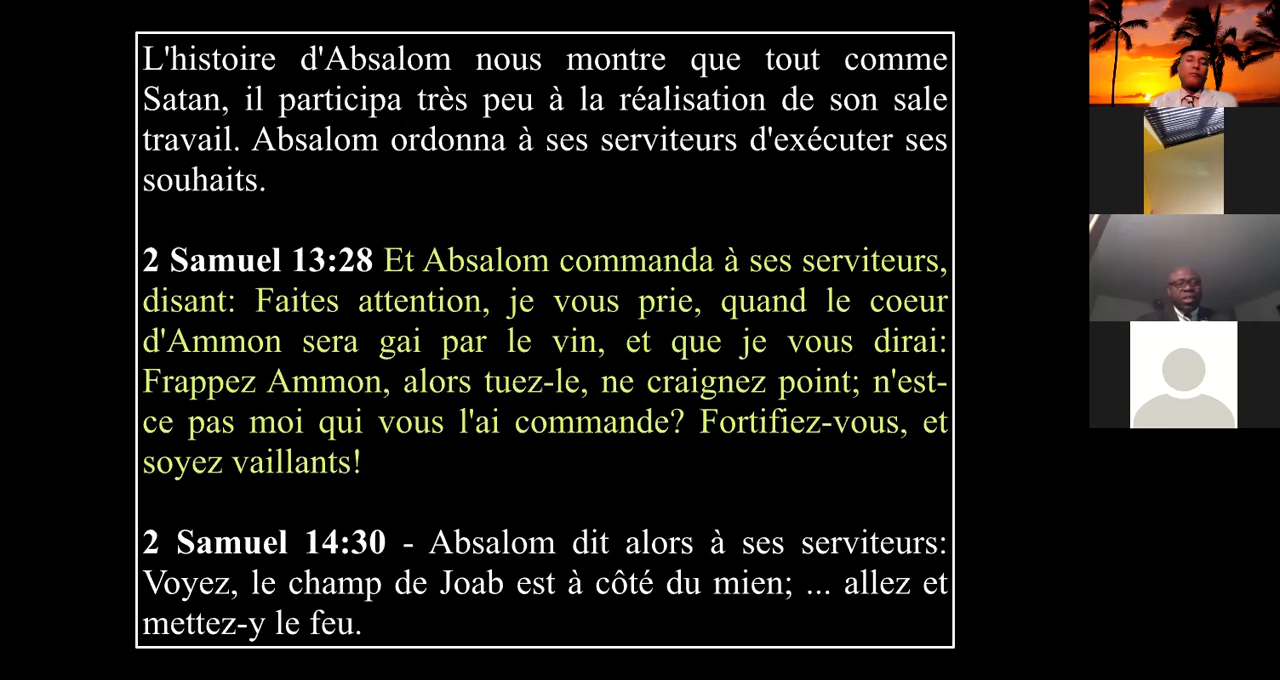 L'histoire d'Absalom nous montre que tout comme
Satan, il participa très peu à la réalisation de son sale
travail. Absalom ordonna à ses serviteurs d'exécuter ses
souhaits.
2 Samuel 13:28 Et Absalom commanda à ses serviteurs,
disant: Faites attention, je vous prie, quand le coeur
d'Ammon sera gai par le vin, et que je vous dirai:
Frappez Ammon, alors tuez-le, ne craignez point; n'est-
ce pas moi qui vous l'ai commande? Fortifiez-vous, et
soyez vaillants!
2 Samuel 14:30 - Absalom dit alors à ses serviteurs:
Voyez, le champ de Joab est à côté du mien; ... allez et
mettez-y le feu.